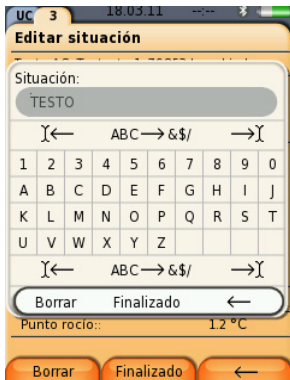 UC 3 18.03.11 --:--
Editar situación
Situación:
TESTO
ABC → &$/
1 2 3 4 5 6 7 8 9 0
A B C D E F G H I J
K L M N O P Q R S T
U V W X Y Z
ABC → &$/
Borrar Finalizado ←
Punto rocío:: 1.2 °C
Borrar Finalizado ←